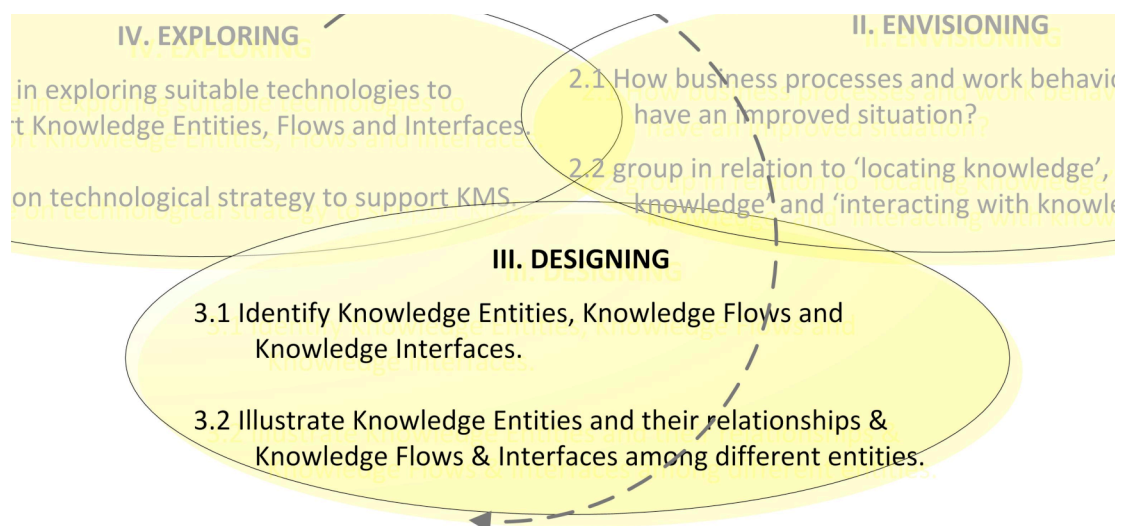 IV. EXPLORING
in exploring suitable technologies to
t Knowledge Entities, Flows and Interfaces.
on technological strategy to support KMS.
II. ENVISIONING
2.1 How business processes and work
have an improved situation?
2.2 group in relation to ‘locating knowledge’,
knowledge’ and ‘interacting with
III. DESIGNING
3.1 Identify Knowledge Entities, Knowledge Flows and
Knowledge Interfaces.
3.2 Illustrate Knowledge Entities and their relationships &
Knowledge Flows & Interfaces among different entities.